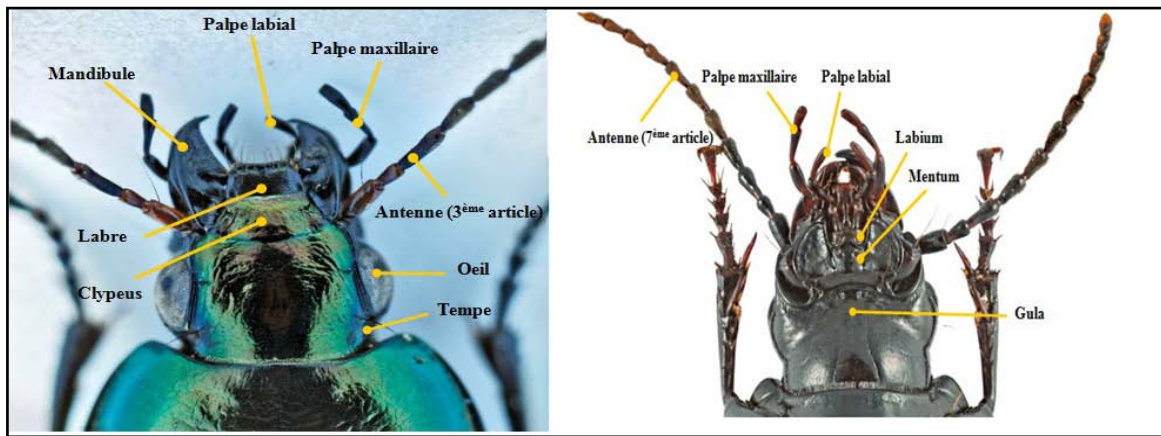 Palpe labial
Palpe maxillaire
Mandibule
Antenne (3ème article)
Labre
Clypeus
Oeil
Tempe
Palpe maxillaire
Palpe labial
Antenne (7ème article)
Labium
Mentum
Gula